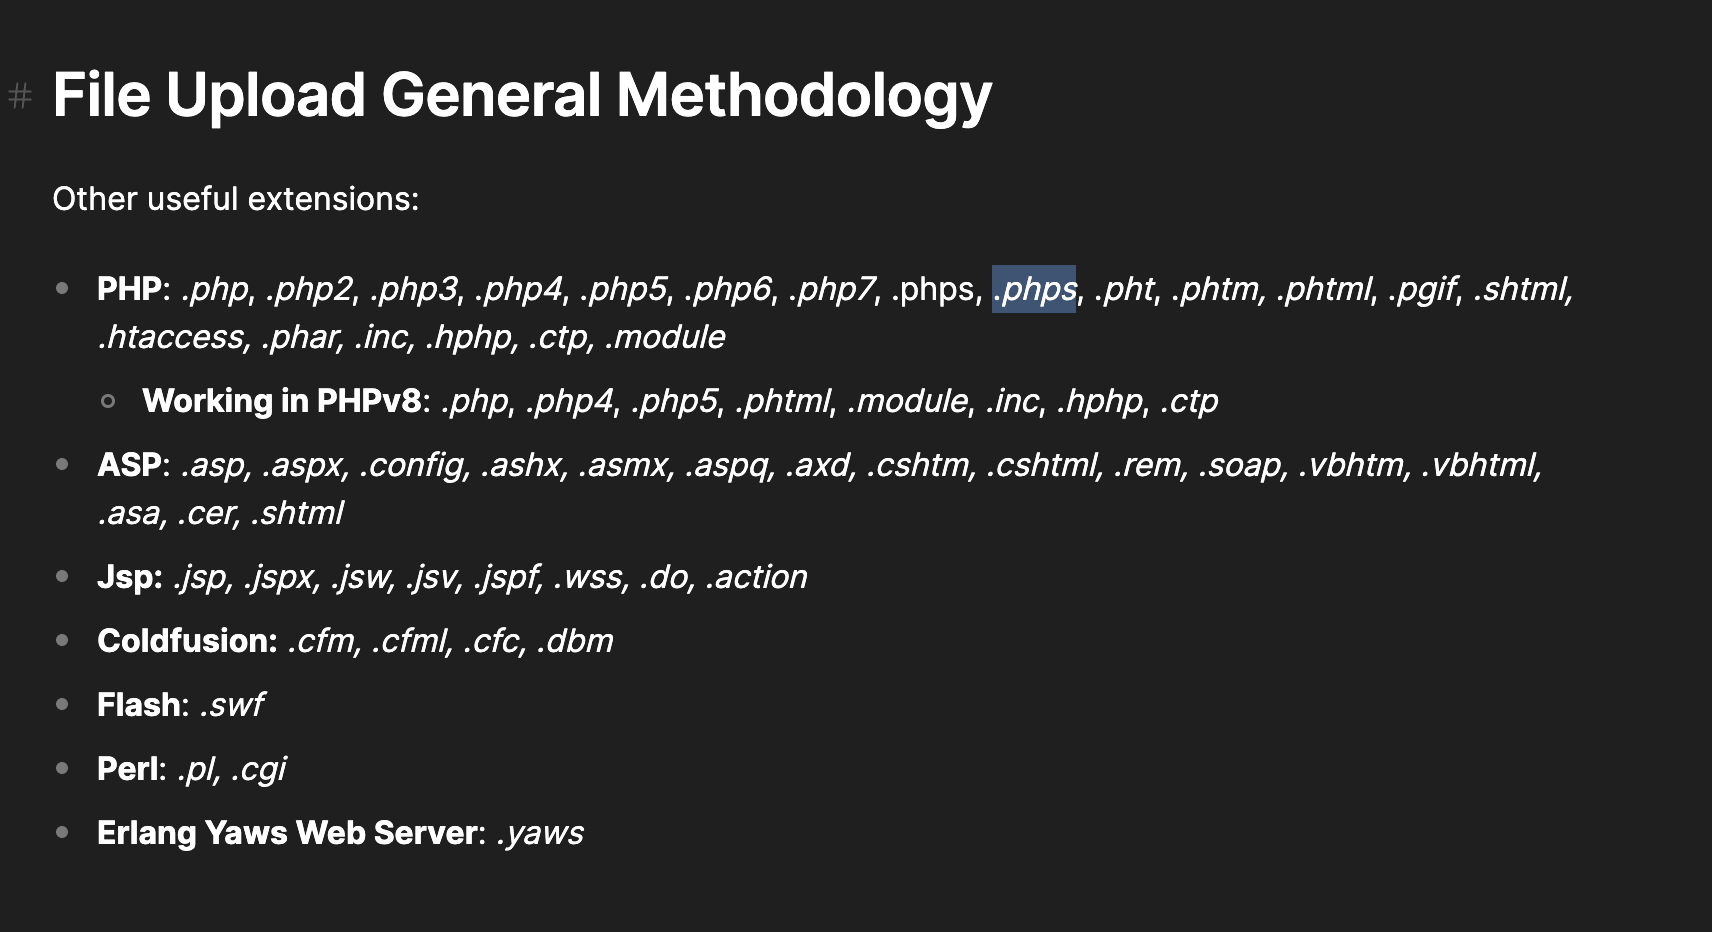 # File Upload General Methodology
Other useful extensions:
• PHP: .php, .php2, .php3, .php4, .php5, .php6, .php7, .phps, .phps, .pht, .phtm, .phtml, .pgif, .shtml,
.htaccess, .phar, .inc, .hphp, .ctp, .module
◦ Working in PHPv8: .php, .php4, .php5, .phtml, .module, .inc, .hphp, .ctp
• ASP: .asp, .aspx, .config, .ashx, .asmx, .aspq, .axd, .cshtm, .cshtml, .rem, .soap, .vbhtm, .vbhtml,
.asa, .cer, .shtml
• Jsp: .jsp, .jspx, .jsw, .jsv, .jspf, .wss, .do, .action
• Coldfusion: .cfm, .cfml, .cfc, .dbm
• Flash: .swf
• Perl: .pl, .cgi
• Erlang Yaws Web Server: .yaws